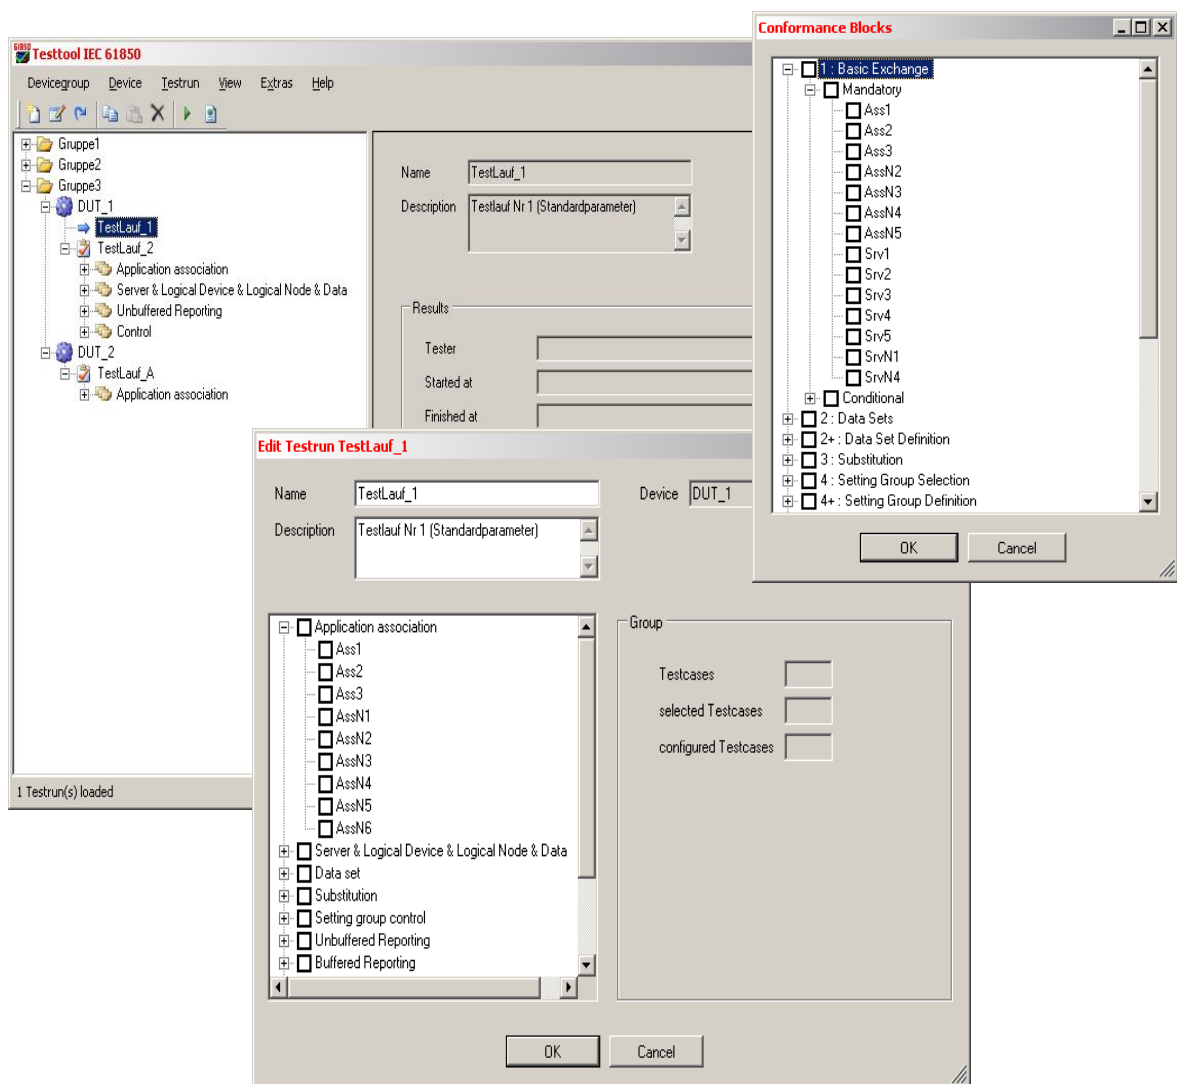 61850
Testtool IEC 61850
Devicegroup Device Testrun View Extras Help
Gruppe1
Gruppe2
Gruppe3
DUT_1
TestLauf_1
TestLauf_2
Application association
Server & Logical Device & Logical Node & Data
Unbuffered Reporting
Control
DUT_2
TestLauf_A
Application association
1 Testrun(s) loaded
Name TestLauf_1
Description Testlauf Nr 1 (Standardparameter)
Results
Tester
Started at
Finished at
Conformance Blocks
1 : Basic Exchange
Mandatory
Ass1
Ass2
Ass3
AssN2
AssN3
AssN4
AssN5
Srv1
Srv2
Srv3
Srv4
Srv5
SrvN1
SrvN4
Conditional
2 : Data Sets
2+ : Data Set Definition
3 : Substitution
4 : Setting Group Selection
4+ : Setting Group Definition
OK Cancel
Edit Testrun TestLauf_1
Name TestLauf_1 Device DUT_1
Description Testlauf Nr 1 (Standardparameter)
Application association
Ass1
Ass2
Ass3
AssN1
AssN2
AssN3
AssN4
AssN5
AssN6
Server & Logical Device & Logical Node & Data
Data set
Substitution
Setting group control
Unbuffered Reporting
Buffered Reporting
Group
Testcases
selected Testcases
configured Testcases
OK Cancel